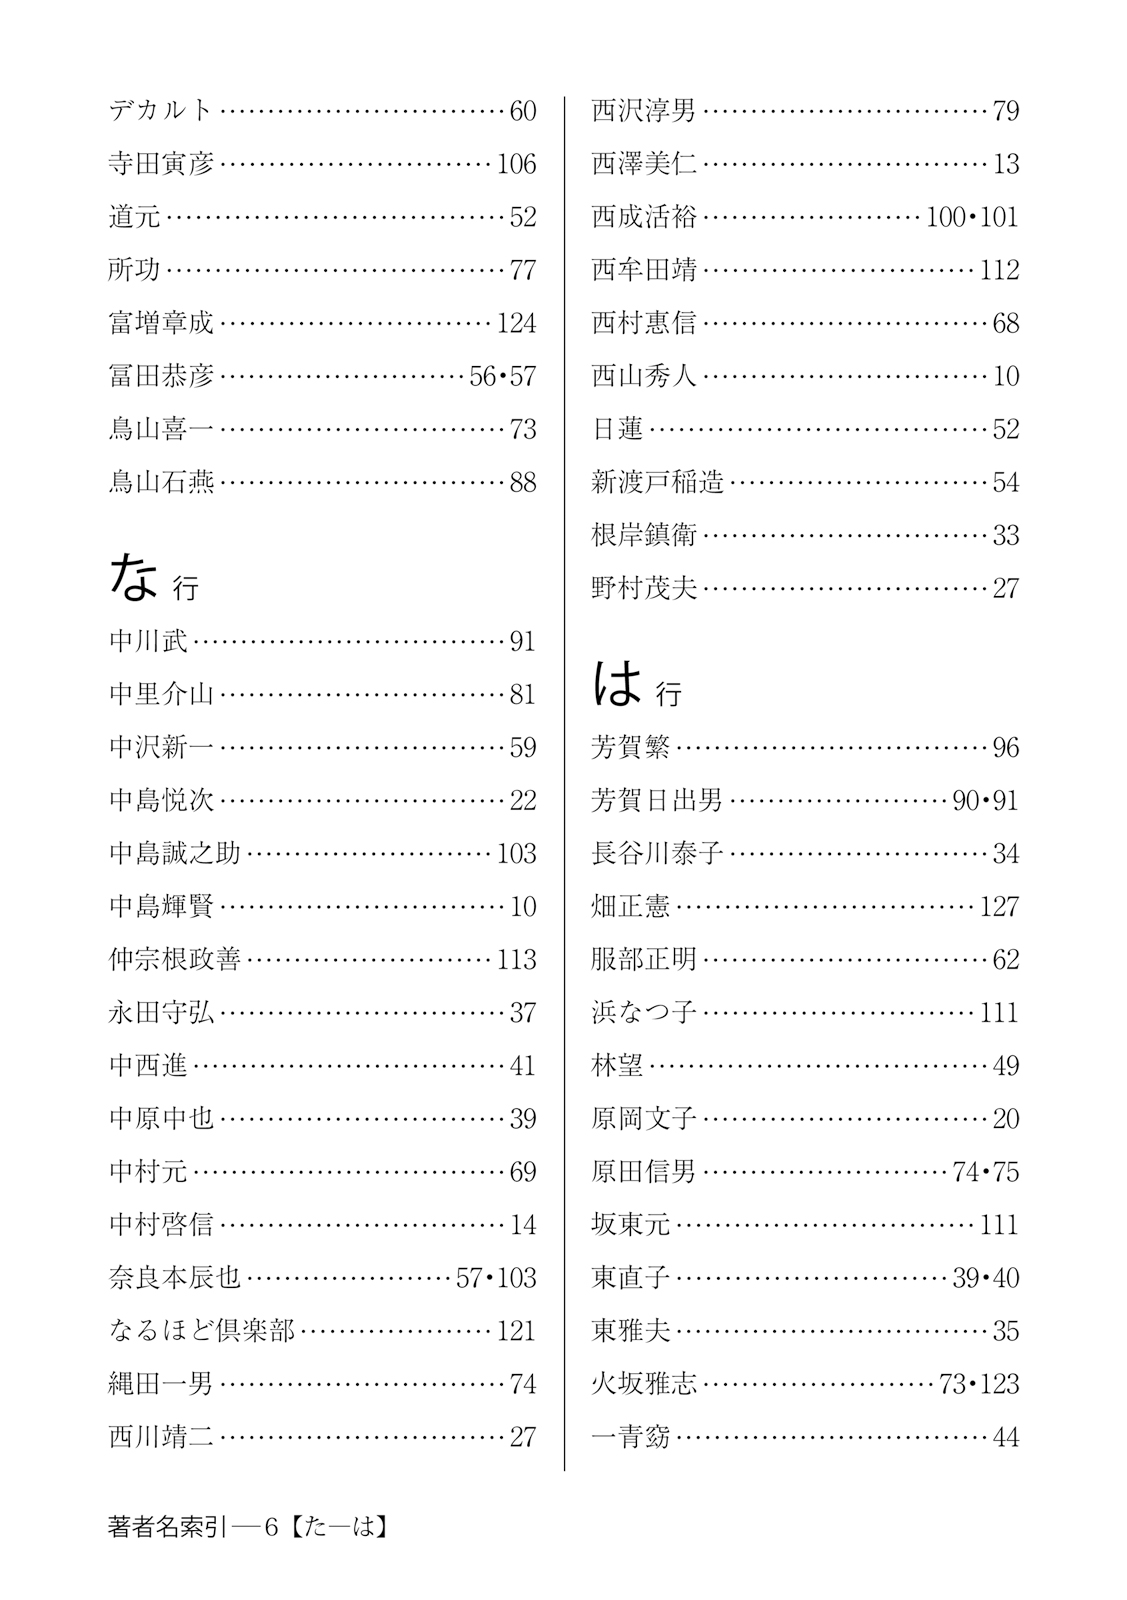 デカルト…………………………60
寺田寅彦…………………………106
道元………………………………52
所功………………………………77
富増章成…………………………124
冨田恭彦………………………56・57
鳥山喜一…………………………73
鳥山石燕…………………………88
な 行
中川武……………………………91
中里介山…………………………81
中沢新一…………………………59
中島悦次…………………………22
中島誠之助………………………103
中島輝賢…………………………10
仲宗根政善………………………113
永田守弘…………………………37
中西進……………………………41
中原中也…………………………39
中村元……………………………69
中村啓信…………………………14
奈良本辰也…………………57・103
なるほど倶楽部…………………121
縄田一男…………………………74
西川靖二…………………………27
西沢淳男…………………………79
西澤美仁…………………………13
西成活裕……………………100・101
西牟田靖…………………………112
西村惠信…………………………68
西山秀人…………………………10
日蓮………………………………52
新渡戸稲造………………………54
根岸鎮衛…………………………33
野村茂夫…………………………27
は 行
芳賀繁……………………………96
芳賀日出男……………………90・91
長谷川泰子………………………34
畑正憲……………………………127
服部正明…………………………62
浜なつ子…………………………111
林望………………………………49
原岡文子…………………………20
原田信男………………………74・75
坂東元……………………………111
東直子…………………………39・40
東雅夫……………………………35
火坂雅志……………………73・123
一青窈……………………………44
著者名索引―6【た―は】